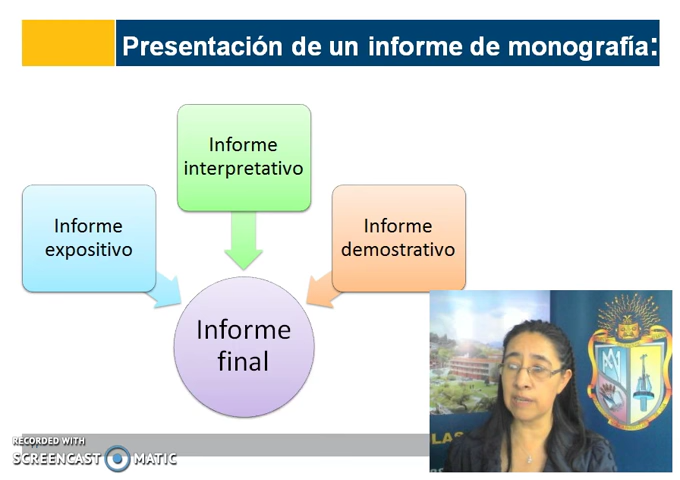 Presentación de un informe de monografía:
Informe
interpretativo
Informe
expositivo
Informe
demostrativo
Informe
final
RECORDED WITH
SCREENCAST MATIC